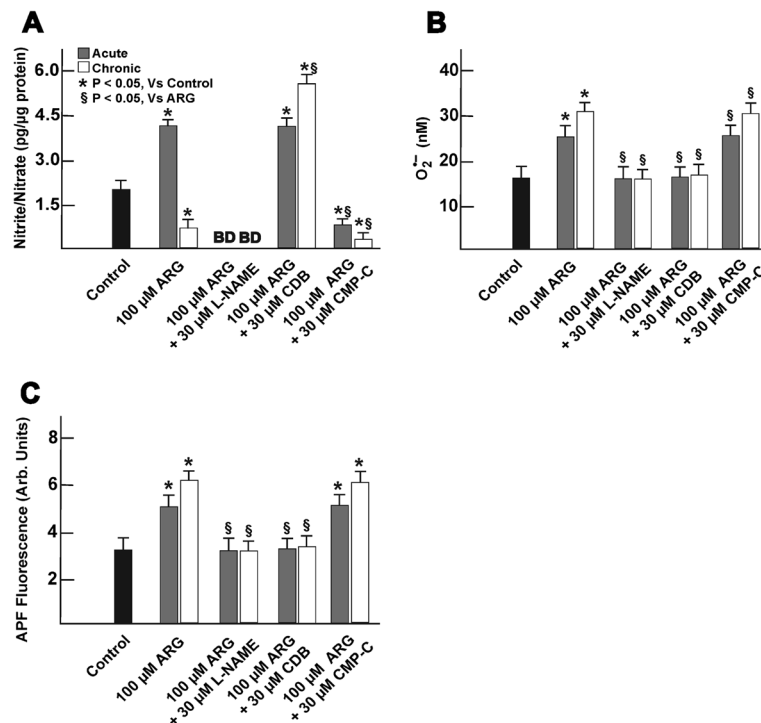 A
Nitrite/Nitrate (pg/µg protein)
6.0
4.5
3.0
1.5
Acute
Chronic
* P < 0.05, Vs Control
§ P < 0.05, Vs ARG
*
*
BD BD
*
*§
*§
*§
Control
100 µM ARG
100 µM ARG
+ 30 µM L-NAME
100 µM ARG
+ 30 µM CDB
100 µM ARG
+ 30 µM CMP-C
B
O₂•− (nM)
40
30
20
10
*
*
§
§
§
§
§
§
Control
100 µM ARG
100 µM ARG
+ 30 µM L-NAME
100 µM ARG
+ 30 µM CDB
100 µM ARG
+ 30 µM CMP-C
C
APF Fluorescence (Arb. Units)
8
6
4
2
*
*
§
§
§
§
*
*
Control
100 µM ARG
100 µM ARG
+ 30 µM L-NAME
100 µM ARG
+ 30 µM CDB
100 µM ARG
+ 30 µM CMP-C